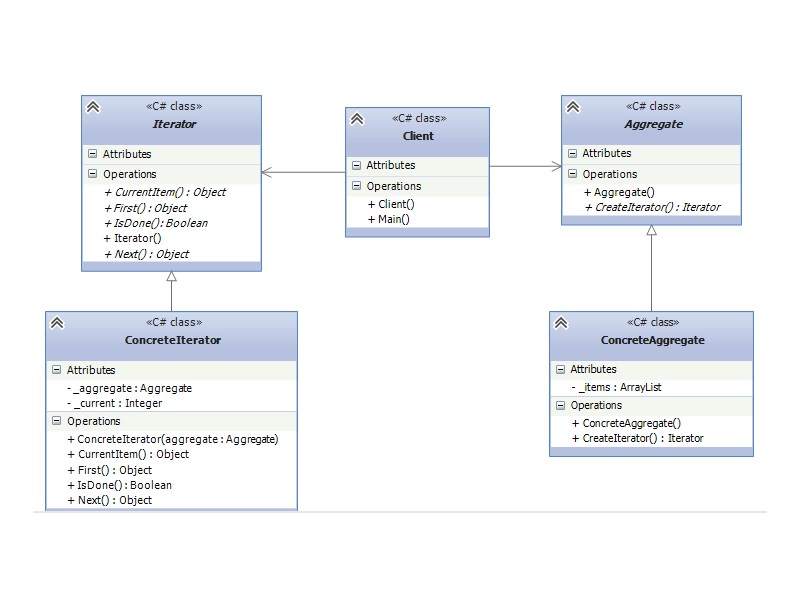 «C# class»
Iterator
Attributes
Operations
+ CurrentItem() : Object
+ First() : Object
+ IsDone() : Boolean
+ Iterator()
+ Next() : Object
«C# class»
Client
Attributes
Operations
+ Client()
+ Main()
«C# class»
Aggregate
Attributes
Operations
+ Aggregate()
+ CreateIterator() : Iterator
«C# class»
ConcreteIterator
Attributes
- _aggregate : Aggregate
- _current : Integer
Operations
+ ConcreteIterator(aggregate : Aggregate)
+ CurrentItem() : Object
+ First() : Object
+ IsDone() : Boolean
+ Next() : Object
«C# class»
ConcreteAggregate
Attributes
- _items : ArrayList
Operations
+ ConcreteAggregate()
+ CreateIterator() : Iterator